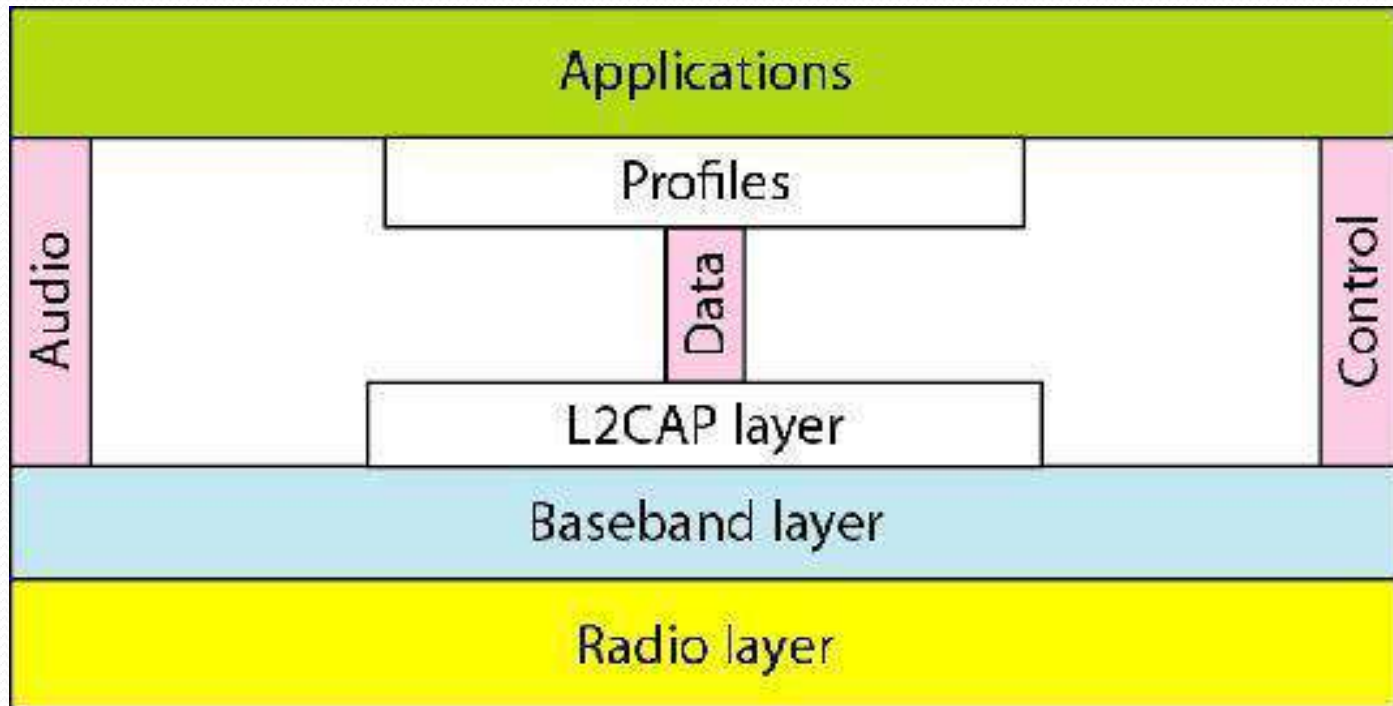 Applications
Profiles
Audio
Data
Control
L2CAP layer
Baseband layer
Radio layer